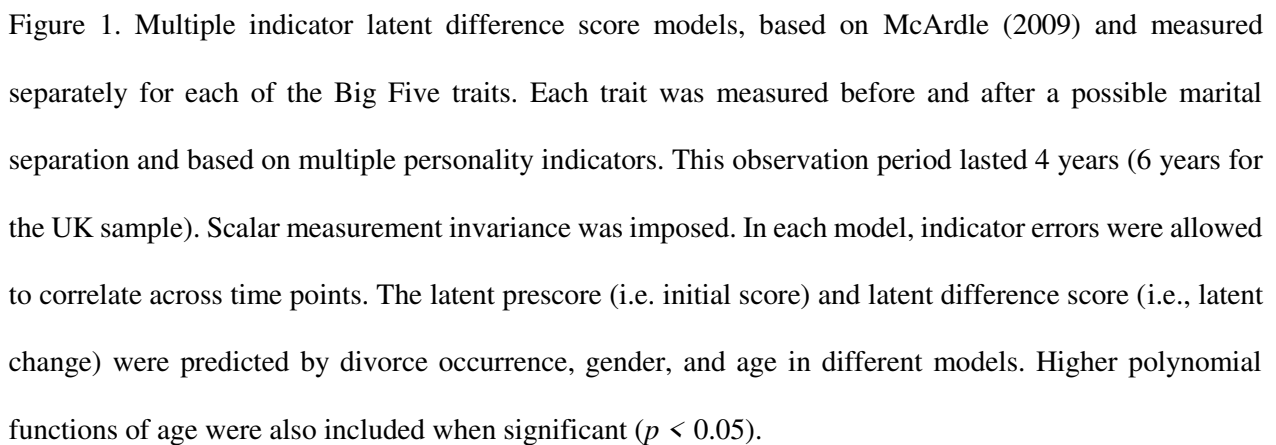 Figure 1. Multiple indicator latent difference score models, based on McArdle (2009) and measured
separately for each of the Big Five traits. Each trait was measured before and after a possible marital
separation and based on multiple personality indicators. This observation period lasted 4 years (6 years for
the UK sample). Scalar measurement invariance was imposed. In each model, indicator errors were allowed
to correlate across time points. The latent prescore (i.e. initial score) and latent difference score (i.e., latent
change) were predicted by divorce occurrence, gender, and age in different models. Higher polynomial
functions of age were also included when significant (p < 0.05).